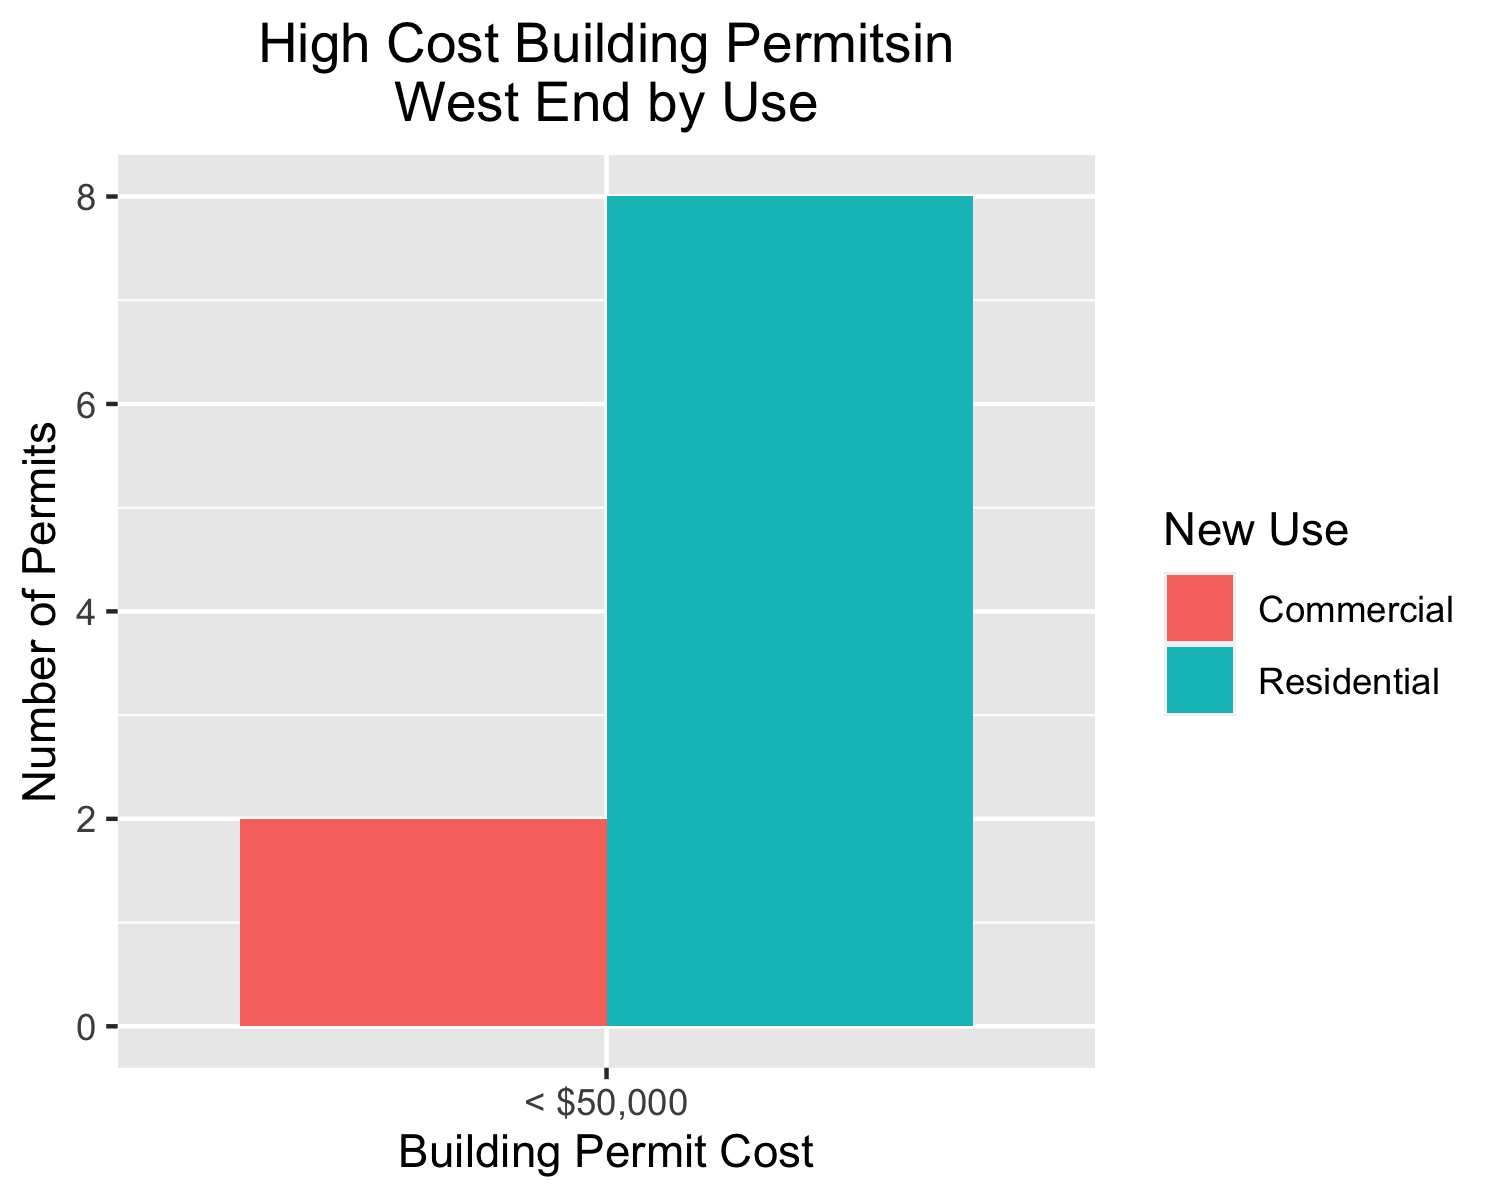 High Cost Building Permitsin
West End by Use
8
6
4
2
0
Number of Permits
< $50,000
Building Permit Cost
New Use
Commercial
Residential